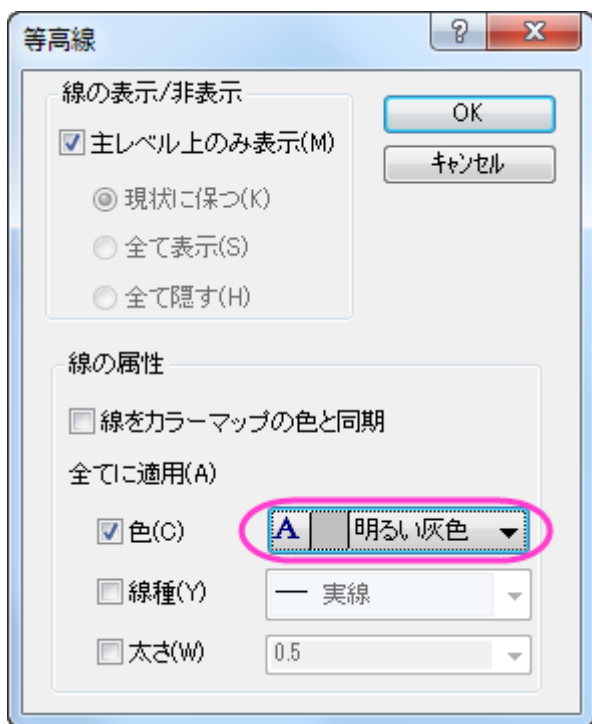 等高線
線の表示/非表示
主レベル上のみ表示(M)
現状に保つ(K)
全て表示(S)
全て隠す(H)
OK
キャンセル
線の属性
線をカラーマップの色と同期
全てに適用(A)
色(C) A 明るい灰色
線種(Y) 実線
太さ(W) 0.5